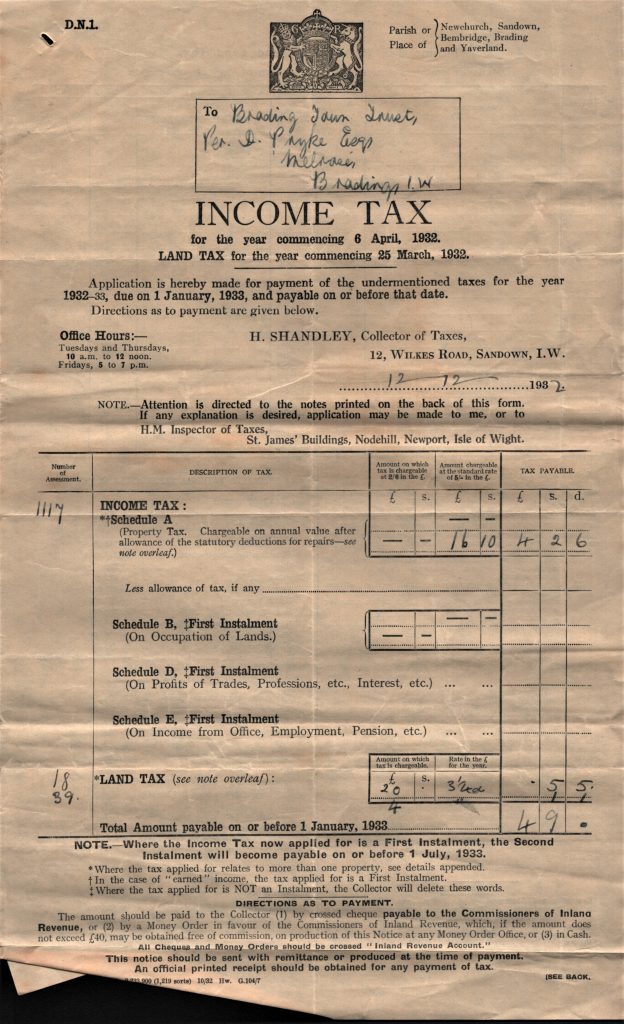 D.N.1.
Parish or Place of } Newchurch, Sandown, Bembridge, Brading and Yaverland.
To Brading Town Trust,
Per. D. Pryke Esqr
Melrose,
Brading, I.W
INCOME TAX
for the year commencing 6 April, 1932.
LAND TAX for the year commencing 25 March, 1932.
Application is hereby made for payment of the undermentioned taxes for the year
1932–33, due on 1 January, 1933, and payable on or before that date.
Directions as to payment are given below.
Office Hours:—
Tuesdays and Thursdays,
10 a.m. to 12 noon.
Fridays, 5 to 7 p.m.
H. SHANDLEY, Collector of Taxes,
12, WILKES ROAD, SANDOWN, I.W.
12 – 12 – 1932.
NOTE.—Attention is directed to the notes printed on the back of this form.
If any explanation is desired, application may be made to me, or to
H.M. Inspector of Taxes,
St. James' Buildings, Nodehill, Newport, Isle of Wight.
Number of Assessment.
DESCRIPTION OF TAX.
Amount on which tax is chargeable at 2/6 in the £.
Amount chargeable at the standard rate of 5/- in the £.
TAX PAYABLE.
£ s. £ s. £ s. d.
1117 INCOME TAX :
*†Schedule A — —
(Property Tax. Chargeable on annual value after
allowance of the statutory deductions for repairs—see — – 16 10 4 2 6
note overleaf.)
Less allowance of tax, if any
Schedule B, ‡First Instalment — —
(On Occupation of Lands.) — –
Schedule D, ‡First Instalment
(On Profits of Trades, Professions, etc., Interest, etc.) ... ...
Schedule E, ‡First Instalment
(On Income from Office, Employment, Pension, etc.) ... ...
Amount on which tax is chargeable.
Rate in the £ for the year.
£ s.
18 *LAND TAX (see note overleaf) : 20 . 5 5
39. 4
Total Amount payable on or before 1 January, 1933 4 9 .
NOTE.—Where the Income Tax now applied for is a First Instalment, the Second
Instalment will become payable on or before 1 July, 1933.
* Where the tax applied for relates to more than one property, see details appended.
† In the case of "earned" income, the tax applied for is a First Instalment.
‡ Where the tax applied for is NOT an Instalment, the Collector will delete these words.
DIRECTIONS AS TO PAYMENT.
The amount should be paid to the Collector (1) by crossed cheque payable to the Commissioners of Inland
Revenue, or (2) by a Money Order in favour of the Commissioners of Inland Revenue, which, if the amount does
not exceed £40, may be obtained free of commission, on production of this Notice at any Money Order Office, or (3) in Cash.
All Cheques and Money Orders should be crossed "Inland Revenue Account."
This notice should be sent with remittance or produced at the time of payment.
An official printed receipt should be obtained for any payment of tax.
900 (1,219 sorts) 10/32 Hw. G.104/7
[SEE BACK.